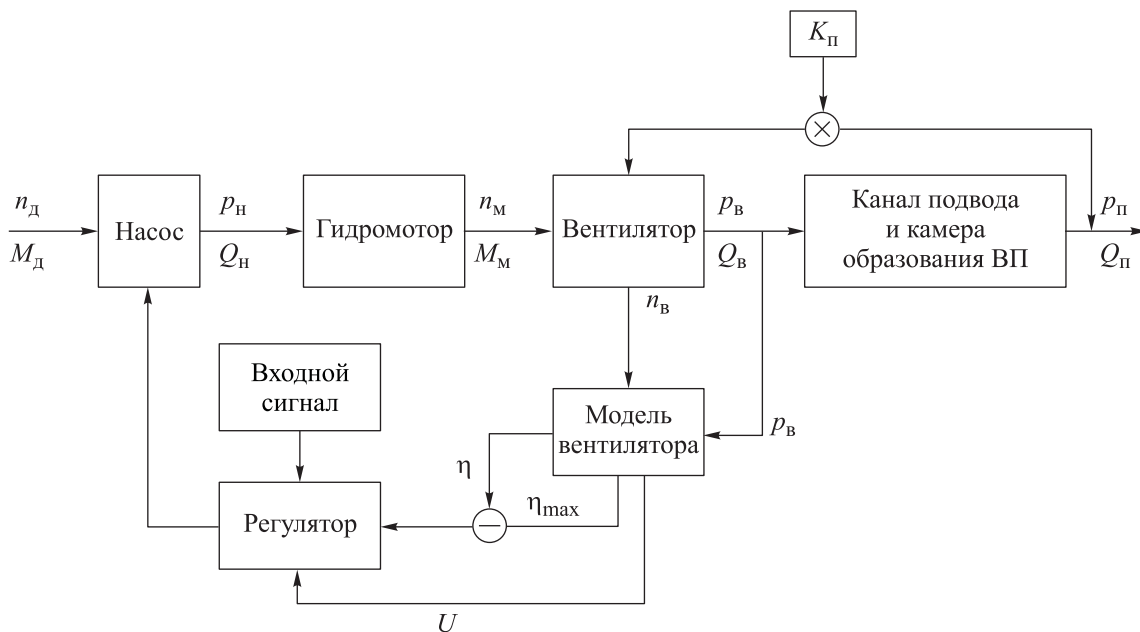 Kп
nд
Mд
Насос
pн
Qн
Гидромотор
nм
Mм
Вентилятор
pв
Qв
Канал подвода
и камера
образования ВП
pп
Qп
nв
Входной
сигнал
Модель
вентилятора
pв
η
ηmax
Регулятор
—
U